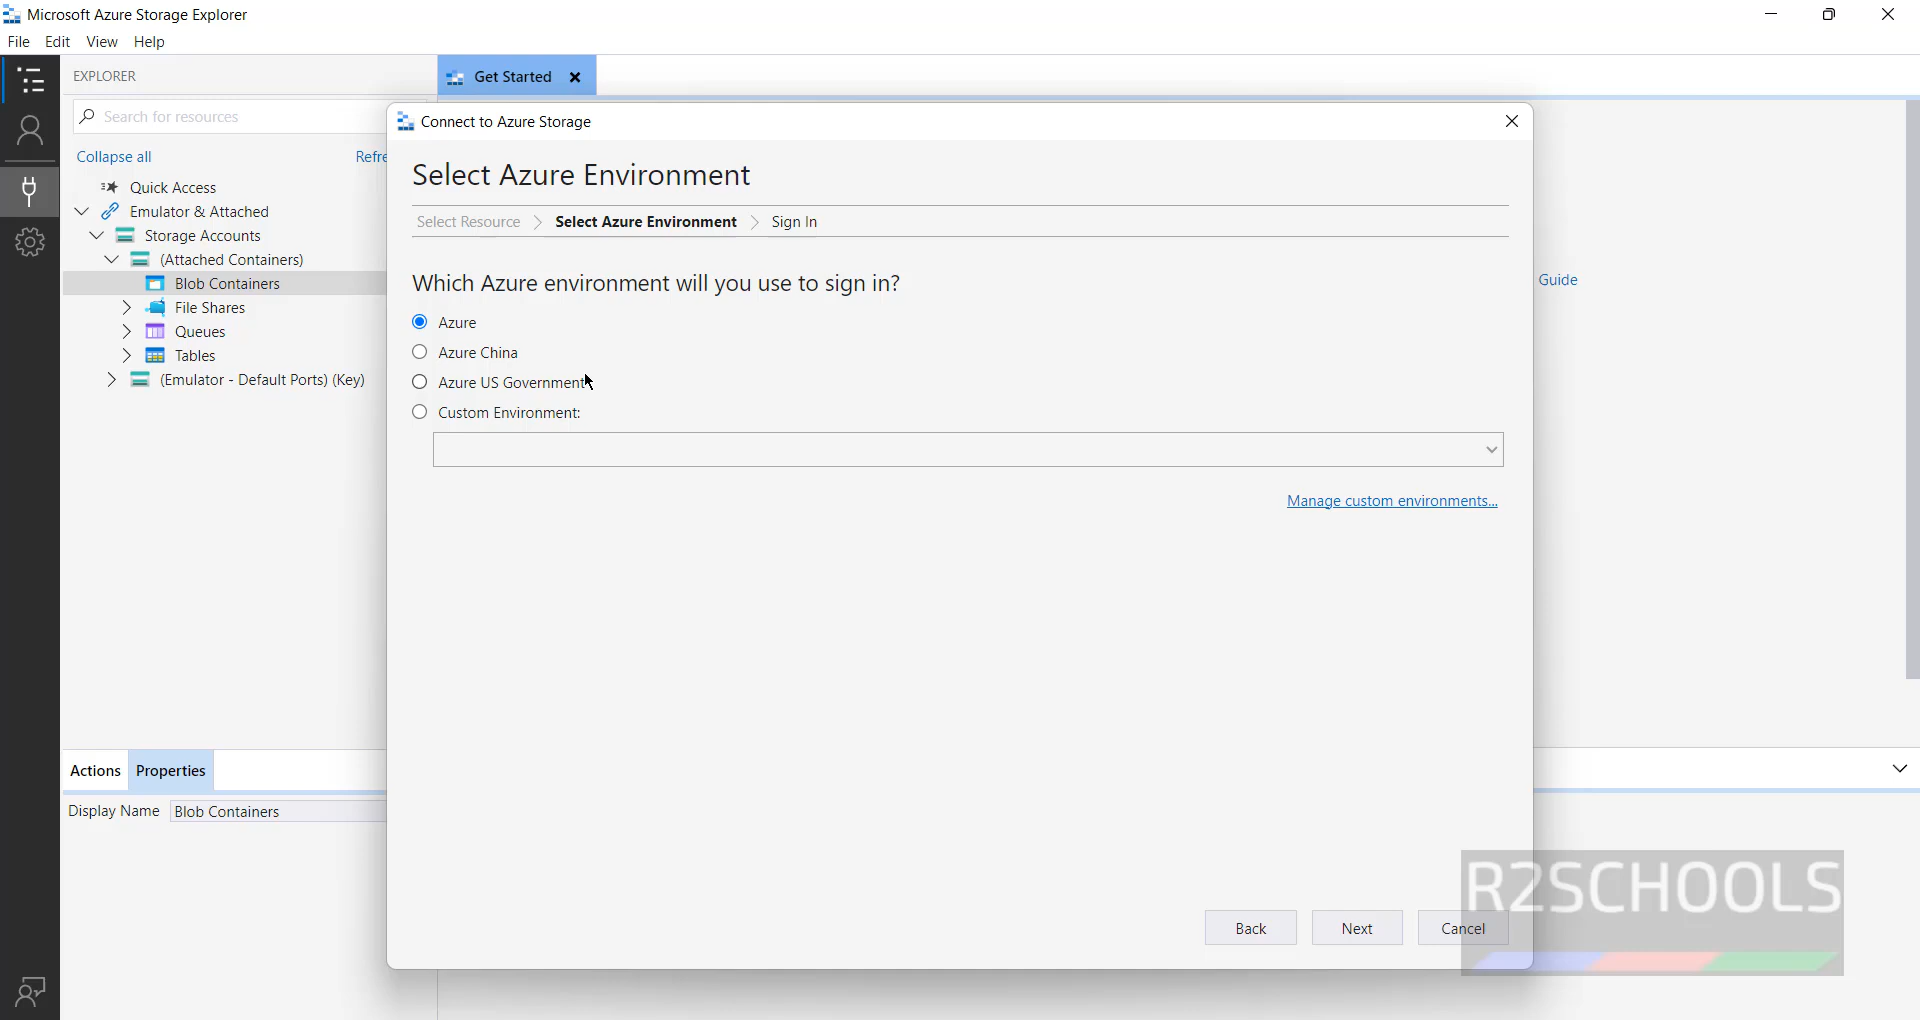 Microsoft Azure Storage Explorer
File Edit View Help
EXPLORER
Get Started
Search for resources
Collapse all Refre
Quick Access
Emulator & Attached
Storage Accounts
(Attached Containers)
Blob Containers
File Shares
Queues
Tables
(Emulator - Default Ports) (Key)
Connect to Azure Storage
Select Azure Environment
Select Resource Select Azure Environment Sign In
Which Azure environment will you use to sign in?
Azure
Azure China
Azure US Government
Custom Environment:
Manage custom environments...
Back Next Cancel
Guide
Actions Properties
Display Name Blob Containers
R2SCHOOLS